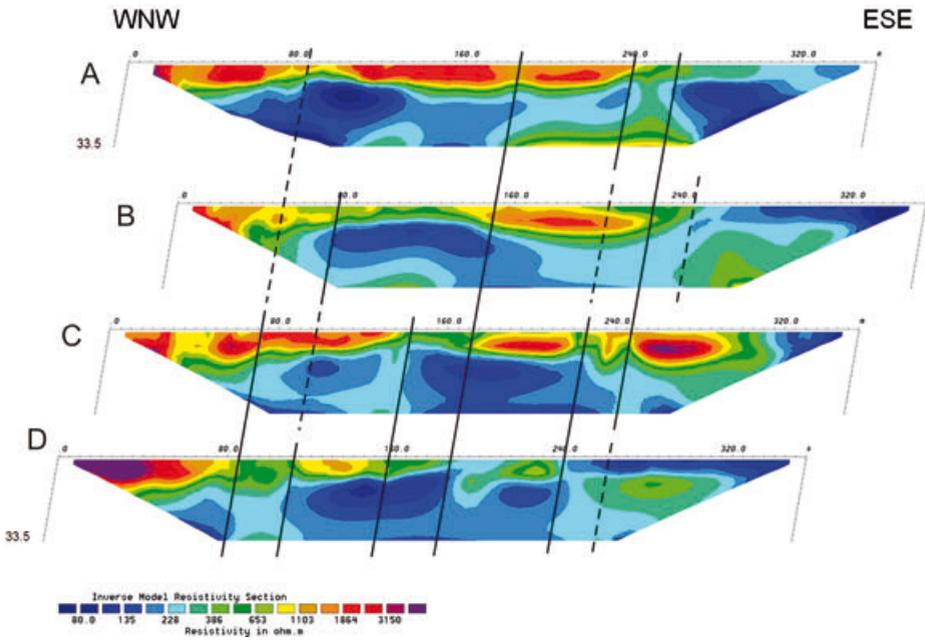 WNW ESE
0 80.0 160.0 240.0 320.0 m
A
33.5
0 80.0 160.0 240.0 320.0
B
0 80.0 160.0 240.0 320.0 m
C
D
.0 80.0 160.0 240.0 320.0
33.5
Inverse Model Resistivity Section
80.0 135 228 386 653 1103 1864 3150
Resistivity in ohm.m